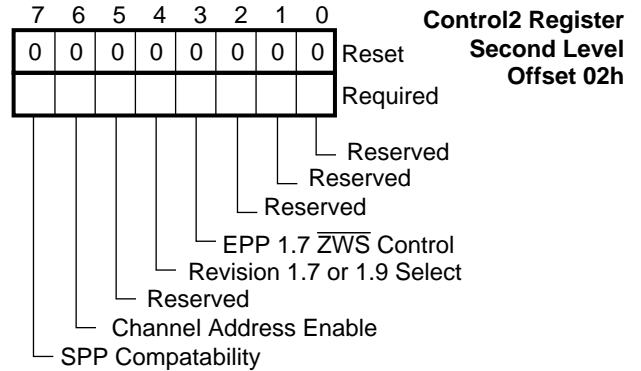 7 6 5 4 3 2 1 0
Control2 Register
Second Level
Offset 02h
0 0 0 0 0 0 0 0 Reset
Required
Reserved
Reserved
Reserved
EPP 1.7 ZWS Control
Revision 1.7 or 1.9 Select
Reserved
Channel Address Enable
SPP Compatability